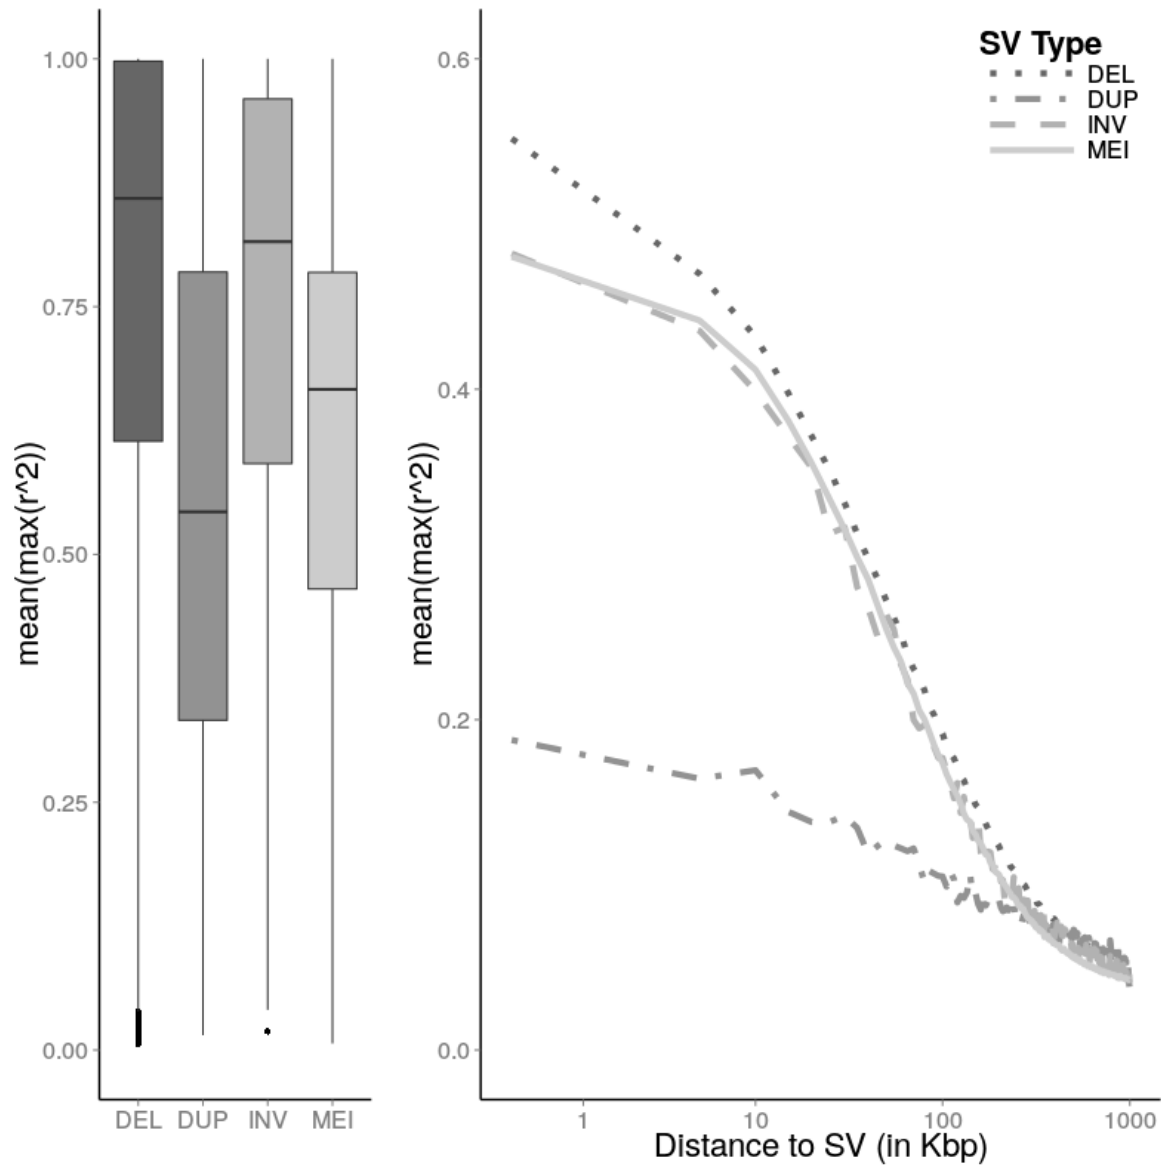 mean(max(r^2))
1.00
0.75
0.50
0.25
0.00
DEL DUP INV MEI
mean(max(r^2))
0.6
0.4
0.2
0.0
1 10 100 1000
Distance to SV (in Kbp)
SV Type
DEL
DUP
INV
MEI